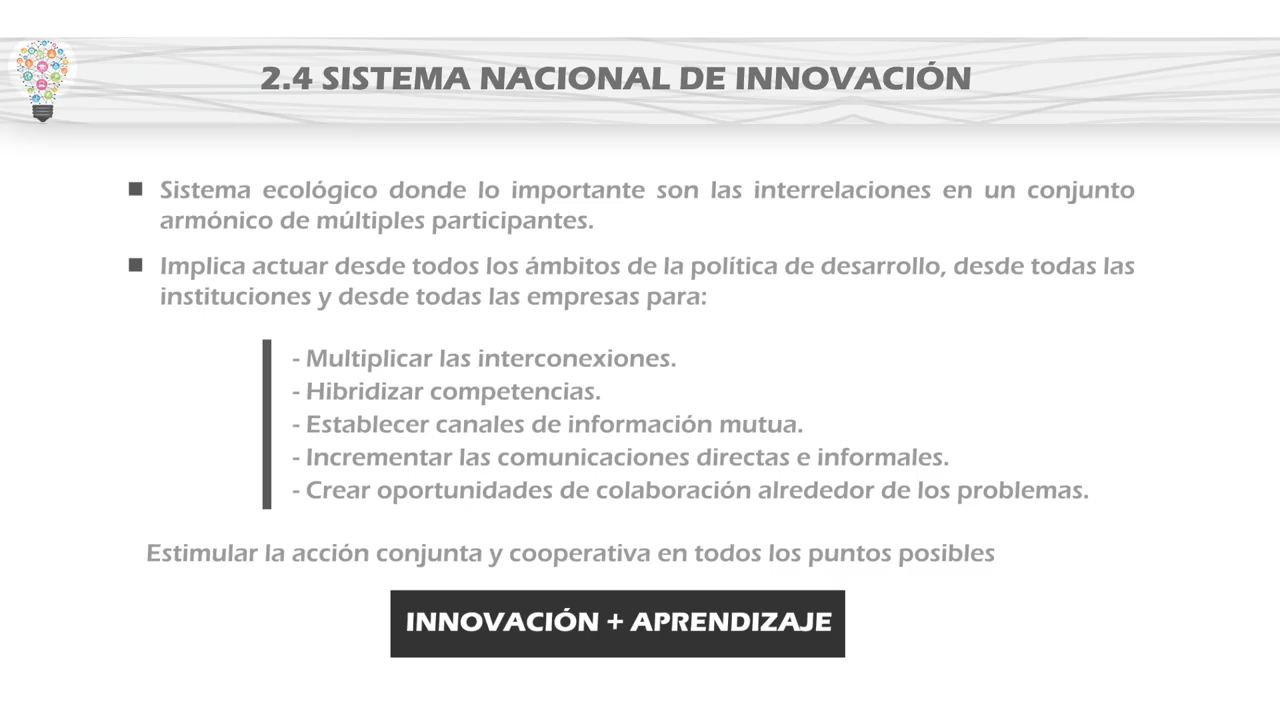 2.4 SISTEMA NACIONAL DE INNOVACIÓN
■ Sistema ecológico donde lo importante son las interrelaciones en un conjunto
armónico de múltiples participantes.
■ Implica actuar desde todos los ámbitos de la política de desarrollo, desde todas las
instituciones y desde todas las empresas para:
- Multiplicar las interconexiones.
- Hibridizar competencias.
- Establecer canales de información mutua.
- Incrementar las comunicaciones directas e informales.
- Crear oportunidades de colaboración alrededor de los problemas.
Estimular la acción conjunta y cooperativa en todos los puntos posibles
INNOVACIÓN + APRENDIZAJE